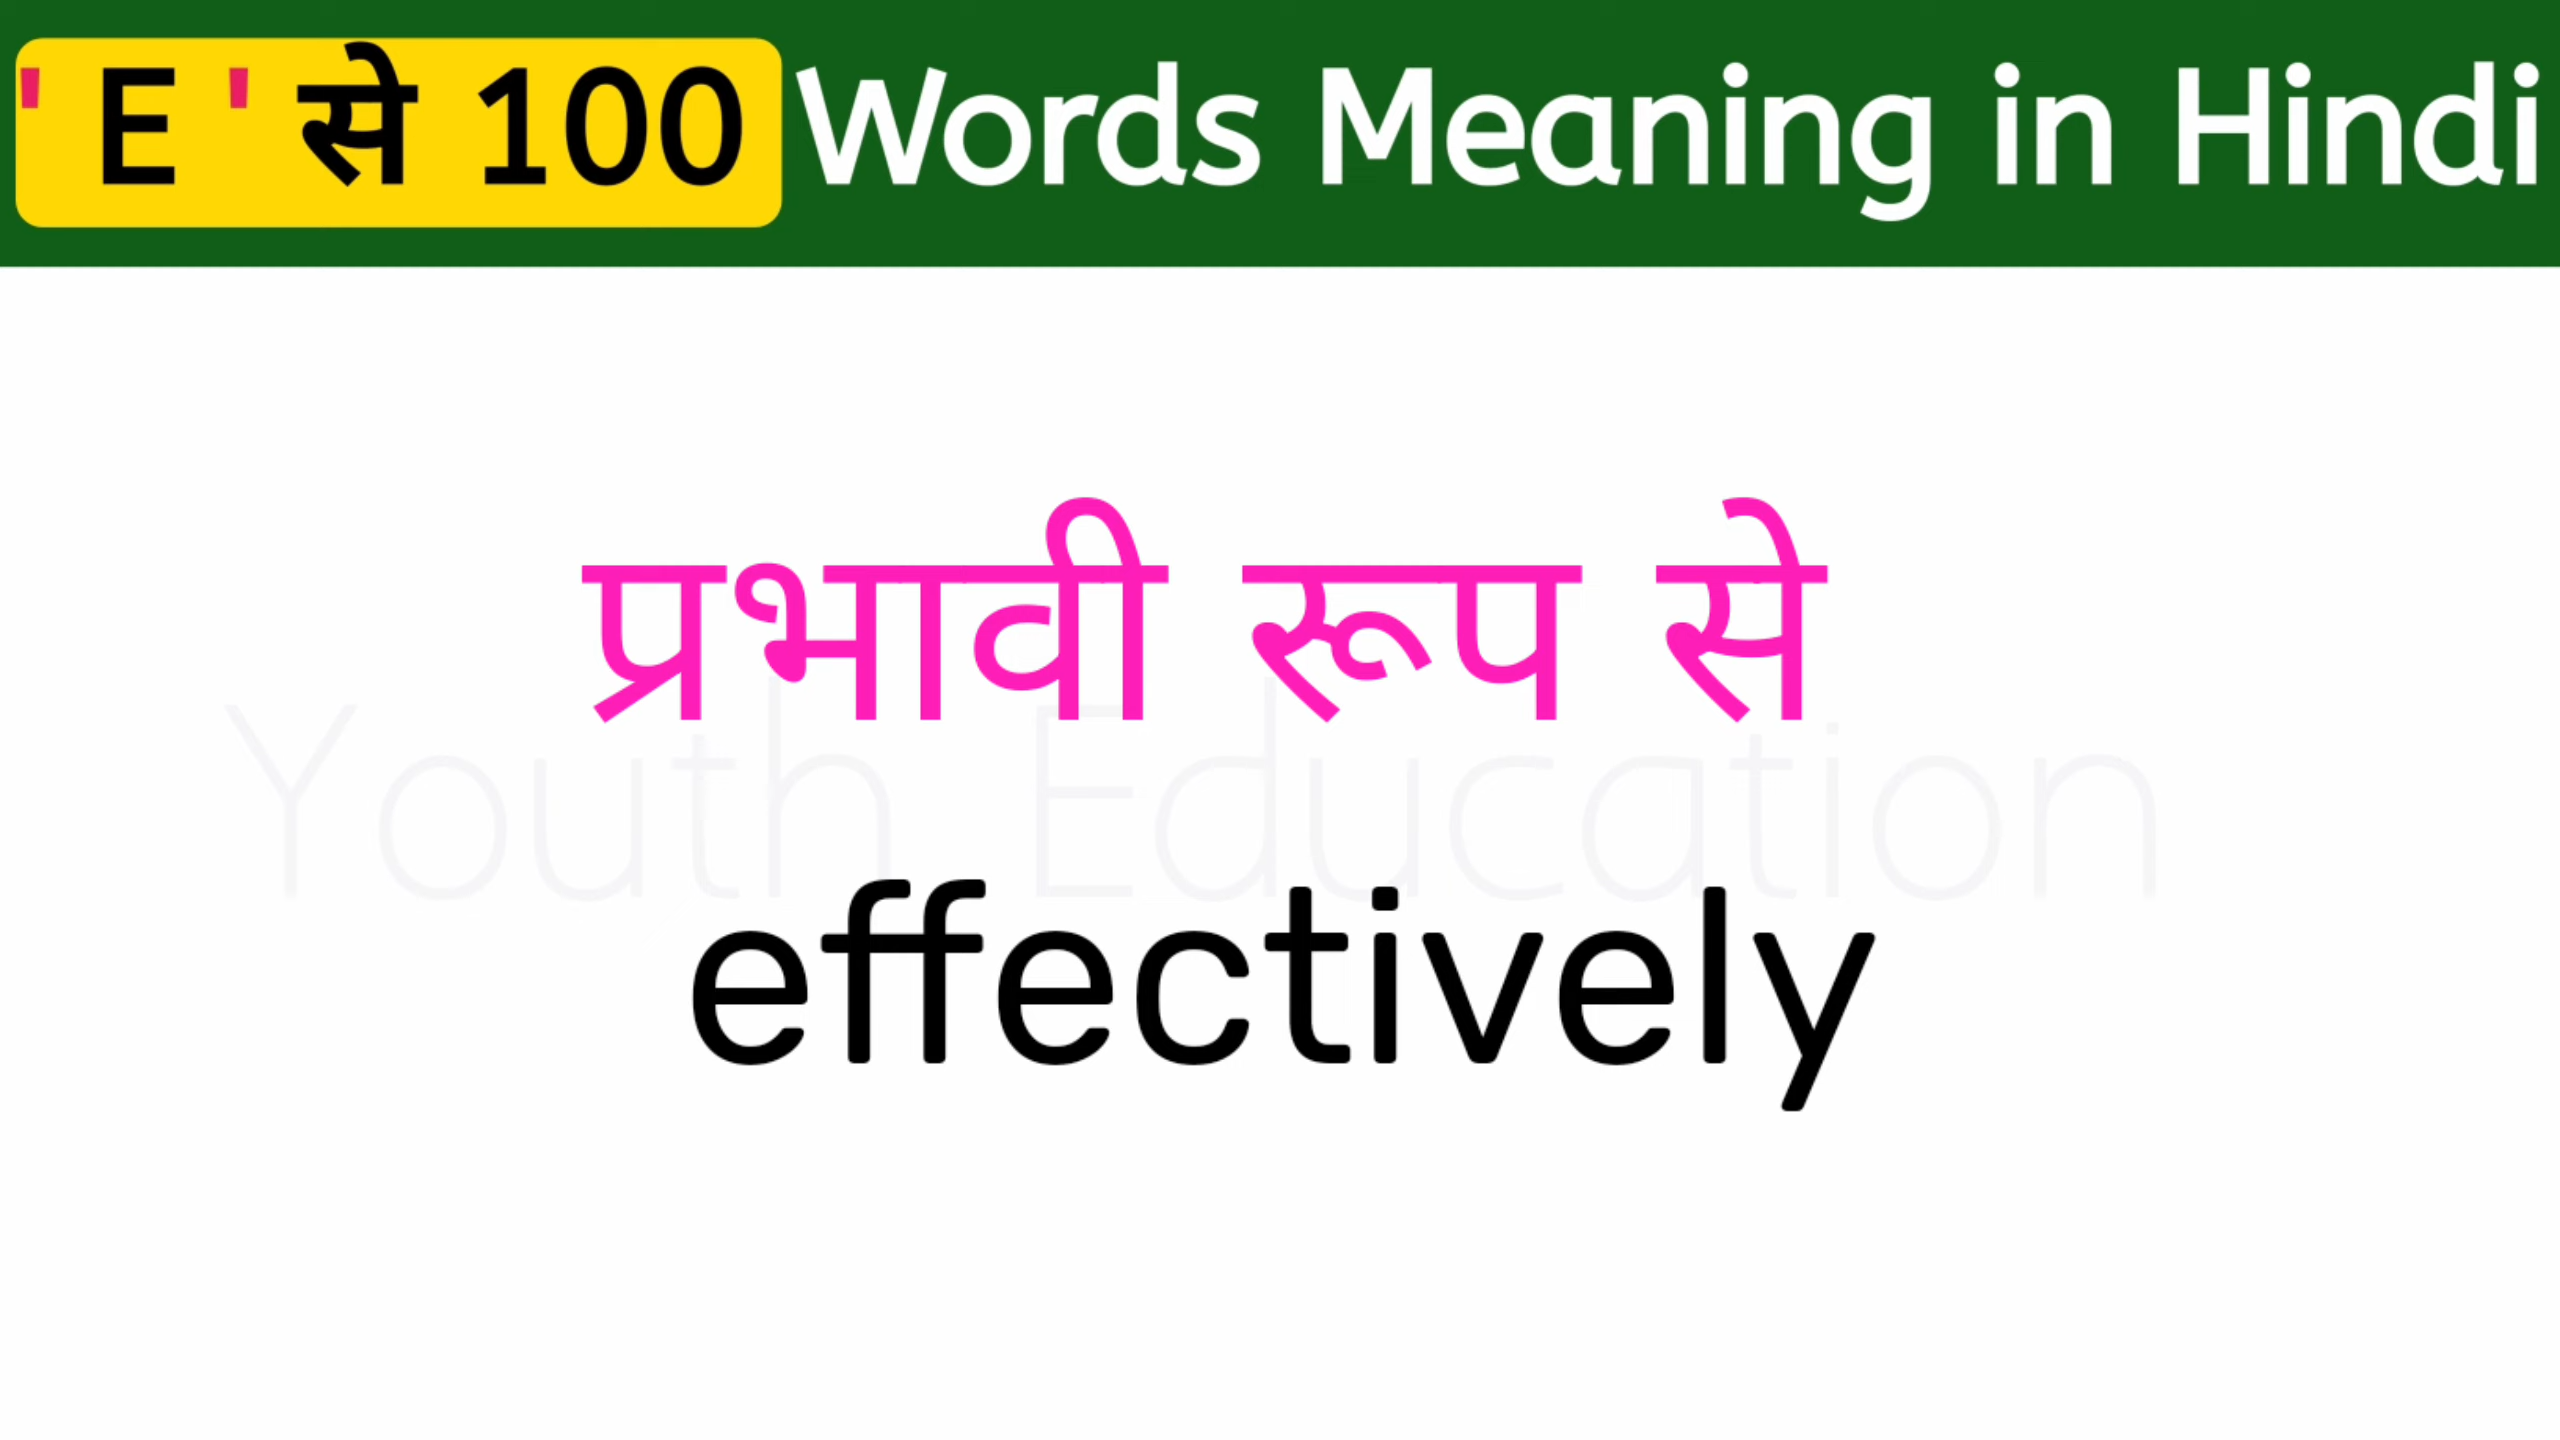 ' E ' से 100 Words Meaning in Hindi
प्रभावी रूप से
Youth Education
effectively